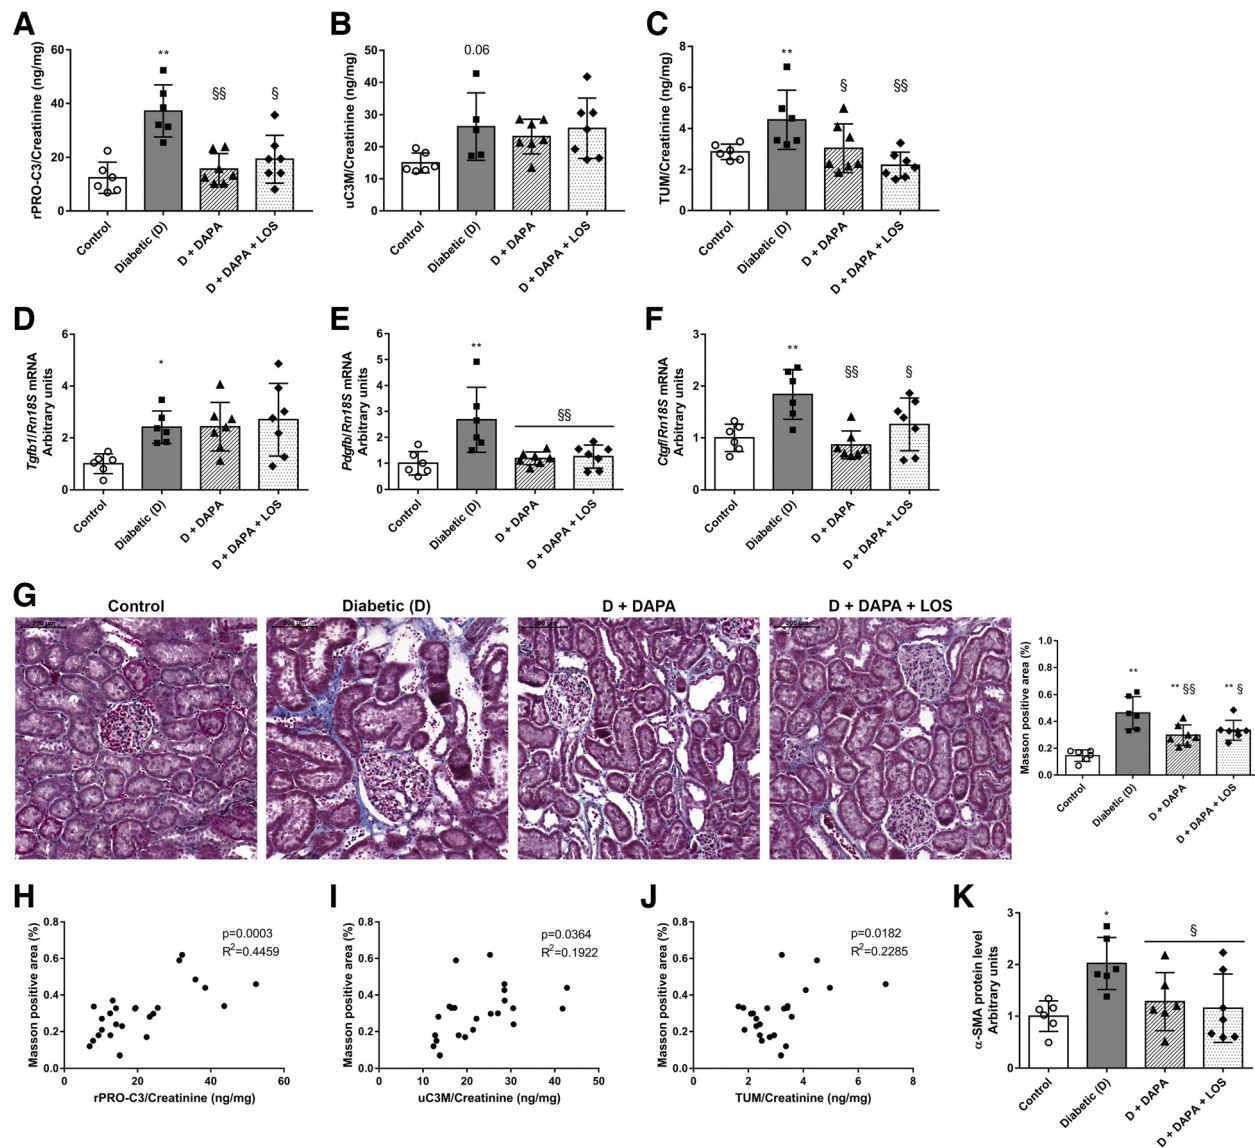 A
rPRO-C3/Creatinine (ng/mg)
60
40
20
0
**
§§
§
Control
Diabetic (D)
D + DAPA
D + DAPA + LOS
B
uC3M/Creatinine (ng/mg)
50
40
30
20
10
0
0.06
Control
Diabetic (D)
D + DAPA
D + DAPA + LOS
C
TUM/Creatinine (ng/mg)
8
6
4
2
0
**
§
§§
Control
Diabetic (D)
D + DAPA
D + DAPA + LOS
D
Tgfb1/Rn18S mRNA
Arbitrary units
6
4
2
0
*
Control
Diabetic (D)
D + DAPA
D + DAPA + LOS
E
Pdgfb/Rn18S mRNA
Arbitrary units
6
5
4
3
2
1
0
**
§§
Control
Diabetic (D)
D + DAPA
D + DAPA + LOS
F
Ctgf/Rn18S mRNA
Arbitrary units
3
2
1
0
**
§§
§
Control
Diabetic (D)
D + DAPA
D + DAPA + LOS
G
Control
Diabetic (D)
D + DAPA
D + DAPA + LOS
200 µm
200 µm
200 µm
200 µm
Masson positive area (%)
1.0
0.8
0.6
0.4
0.2
0.0
**
** §§
** §
Control
Diabetic (D)
D + DAPA
D + DAPA + LOS
H
Masson positive area (%)
0.8
0.6
0.4
0.2
0.0
p=0.0003
R²=0.4459
0
20
40
60
rPRO-C3/Creatinine (ng/mg)
I
Masson positive area (%)
0.8
0.6
0.4
0.2
0.0
p=0.0364
R²=0.1922
0
10
20
30
40
50
uC3M/Creatinine (ng/mg)
J
Masson positive area (%)
0.8
0.6
0.4
0.2
0.0
p=0.0182
R²=0.2285
0
2
4
6
8
TUM/Creatinine (ng/mg)
K
α-SMA protein level
Arbitrary units
3
2
1
0
*
§
Control
Diabetic (D)
D + DAPA
D + DAPA + LOS